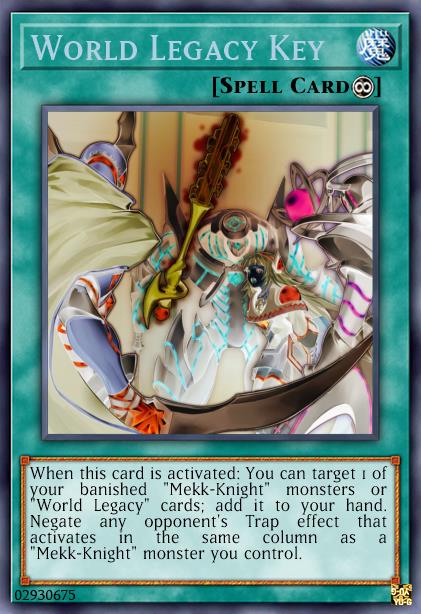 World Legacy Key
魔
[Spell Card]
When this card is activated: You can target 1 of
your banished "Mekk-Knight" monsters or
"World Legacy" cards; add it to your hand.
Negate any opponent's Trap effect that
activates in the same column as a
"Mekk-Knight" monster you control.
02930675